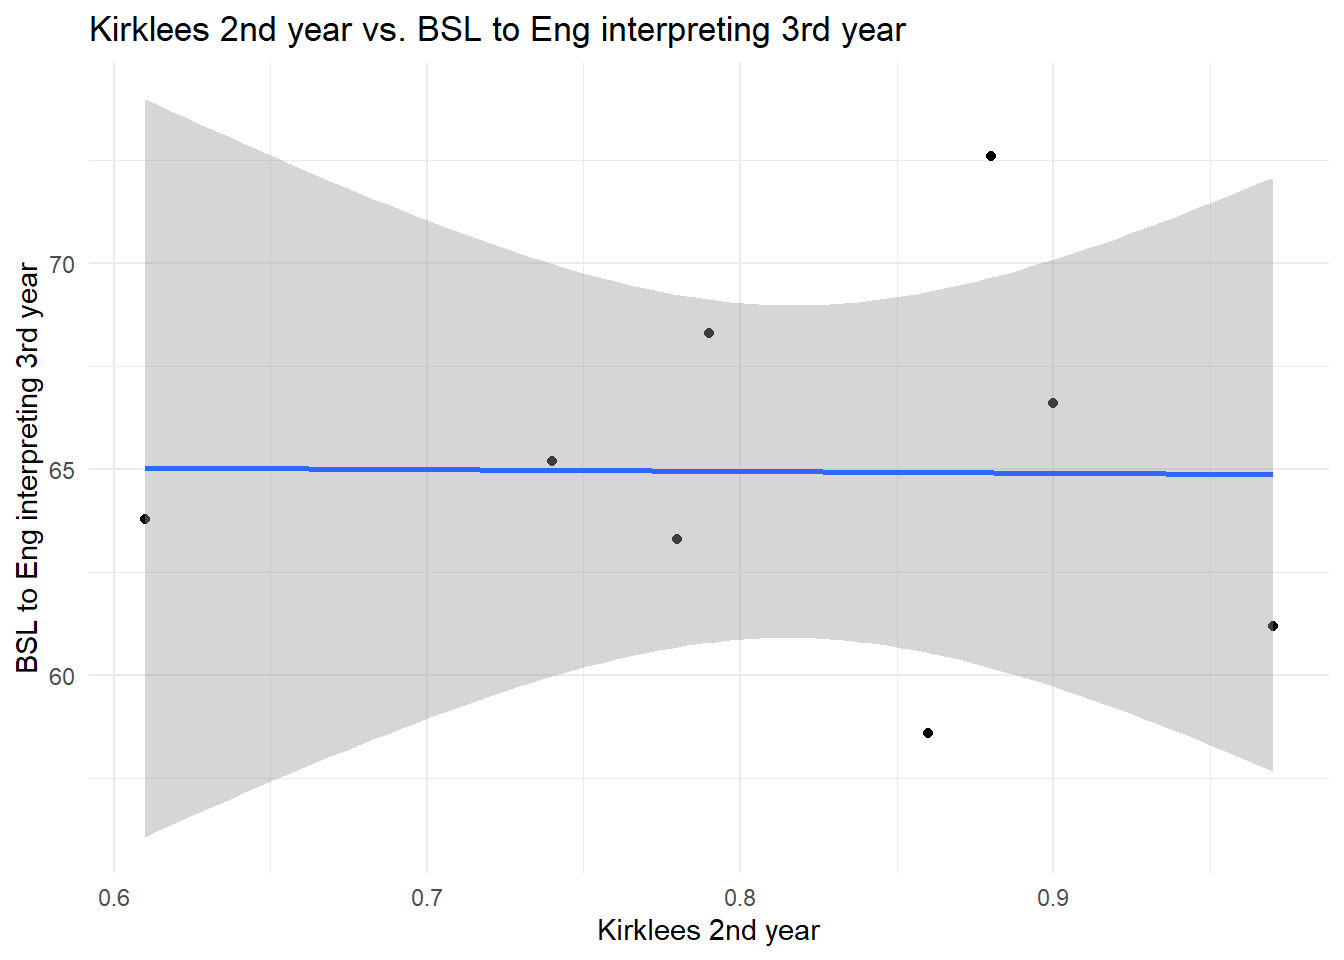 Kirklees 2nd year vs. BSL to Eng interpreting 3rd year
BSL to Eng interpreting 3rd year
70
65
60
0.6
0.7
0.8
0.9
Kirklees 2nd year